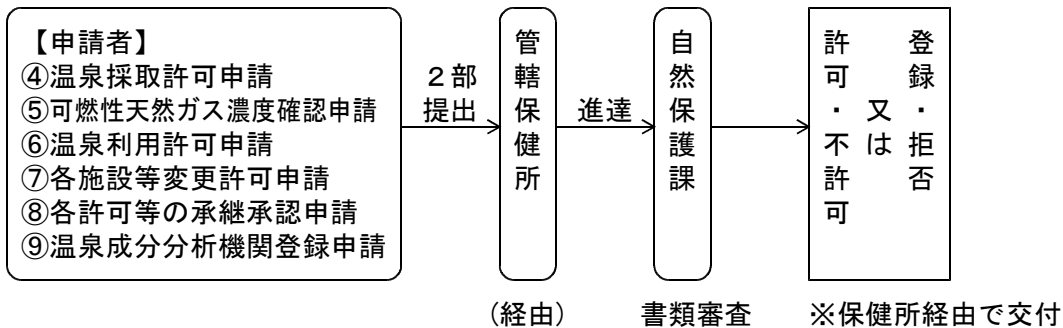 【申請者】
④温泉採取許可申請
⑤可燃性天然ガス濃度確認申請
⑥温泉利用許可申請
⑦各施設等変更許可申請
⑧各許可等の承継承認申請
⑨温泉成分分析機関登録申請
２部
提出
管轄保健所
（経由）
進達
自然保護課
書類審査
登録・拒否
又は
許可・不許可
※保健所経由で交付